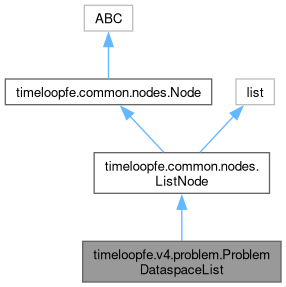 ABC
timeloopfe.common.nodes.Node
list
timeloopfe.common.nodes.
ListNode
timeloopfe.v4.problem.Problem
DataspaceList